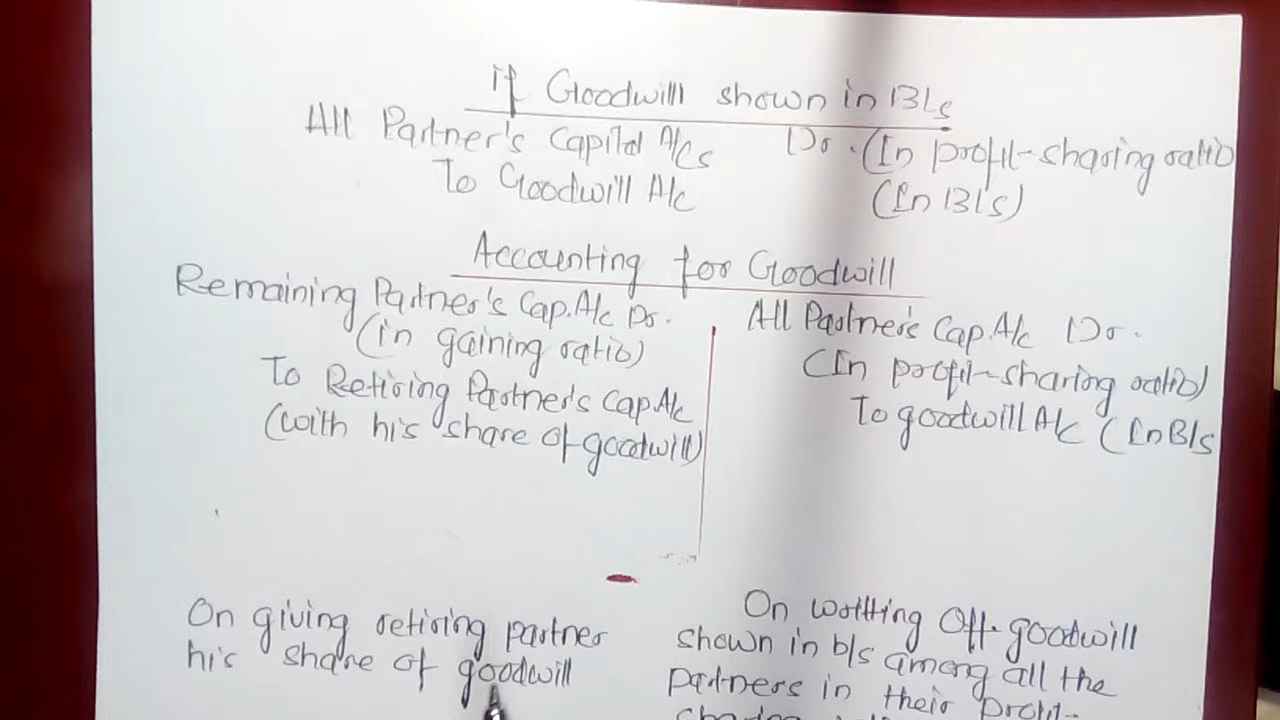 if Goodwill shown in B/s
All Partner's Capital A/cs Dr. (In profit-sharing ratio
To Goodwill A/c (In B/s)
Accounting for Goodwill
Remaining Partner's Cap.A/c Dr.
(in gaining ratio)
To Retiring Partner's Cap.A/c
(with his share of goodwill)
All Partner's Cap.A/c Dr.
(In profit-sharing ratio)
To goodwill A/c (In B/s
On giving retiring partner
his share of goodwill
On writting Off goodwill
shown in b/s among all the
partners in their profit-